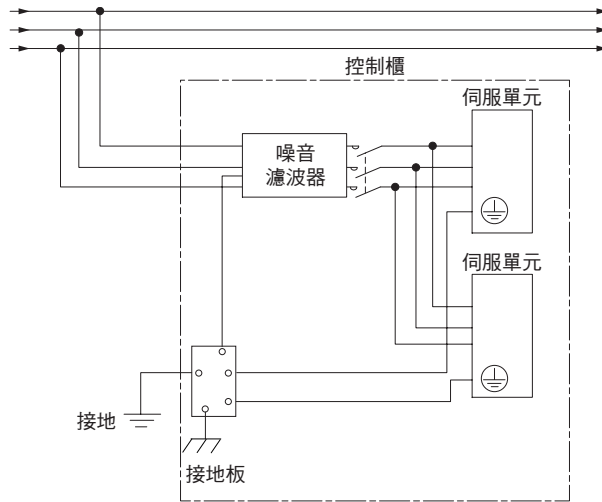 控制櫃
伺服單元
噪音
濾波器
伺服單元
接地
接地板